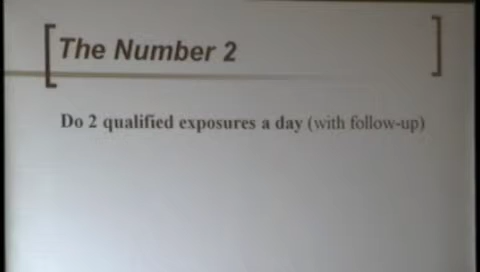 The Number 2
Do 2 qualified exposures a day (with follow-up)